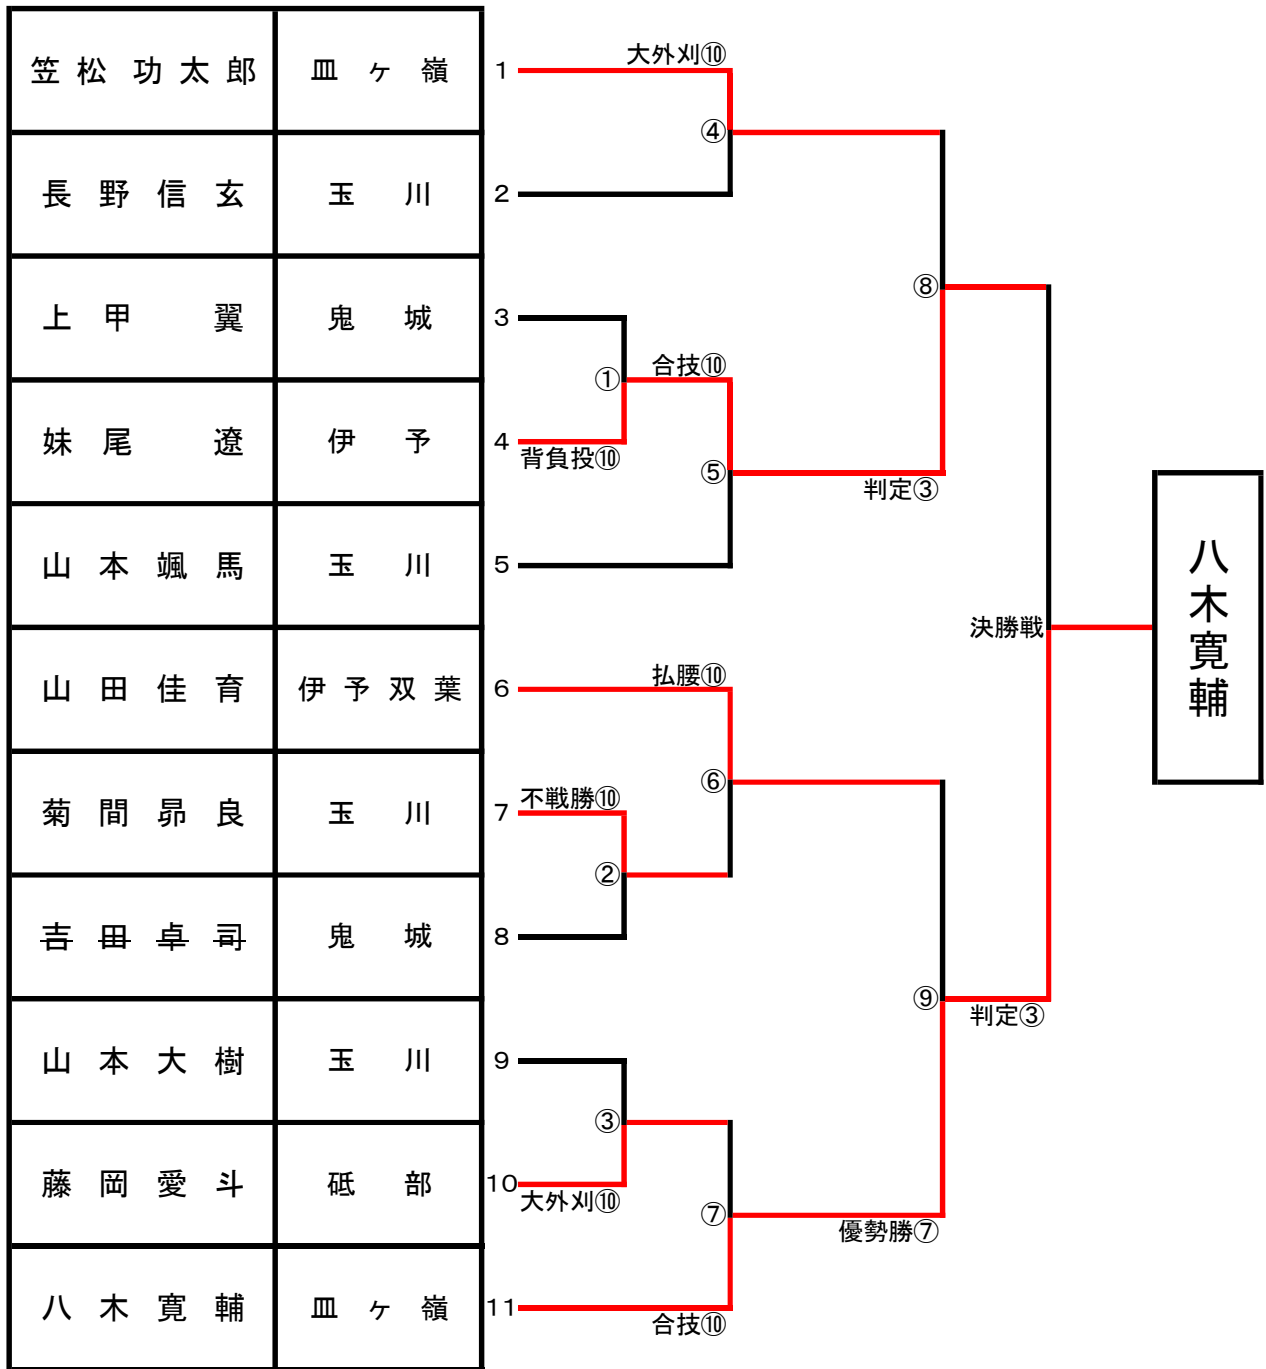 笠松功太郎 皿ヶ嶺 1
大外刈⑩
④
長野信玄 玉川 2
⑧
上甲翼 鬼城 3
① 合技⑩
妹尾遼 伊予 4
背負投⑩
⑤
判定③
山本颯馬 玉川 5
決勝戦
八木寛輔
山田佳育 伊予双葉 6
払腰⑩
⑥
菊間昴良 玉川 7
不戦勝⑩
②
吉田卓司 鬼城 8
⑨
判定③
山本大樹 玉川 9
③
藤岡愛斗 砥部 10
大外刈⑩
⑦
優勢勝⑦
八木寛輔 皿ヶ嶺 11
合技⑩